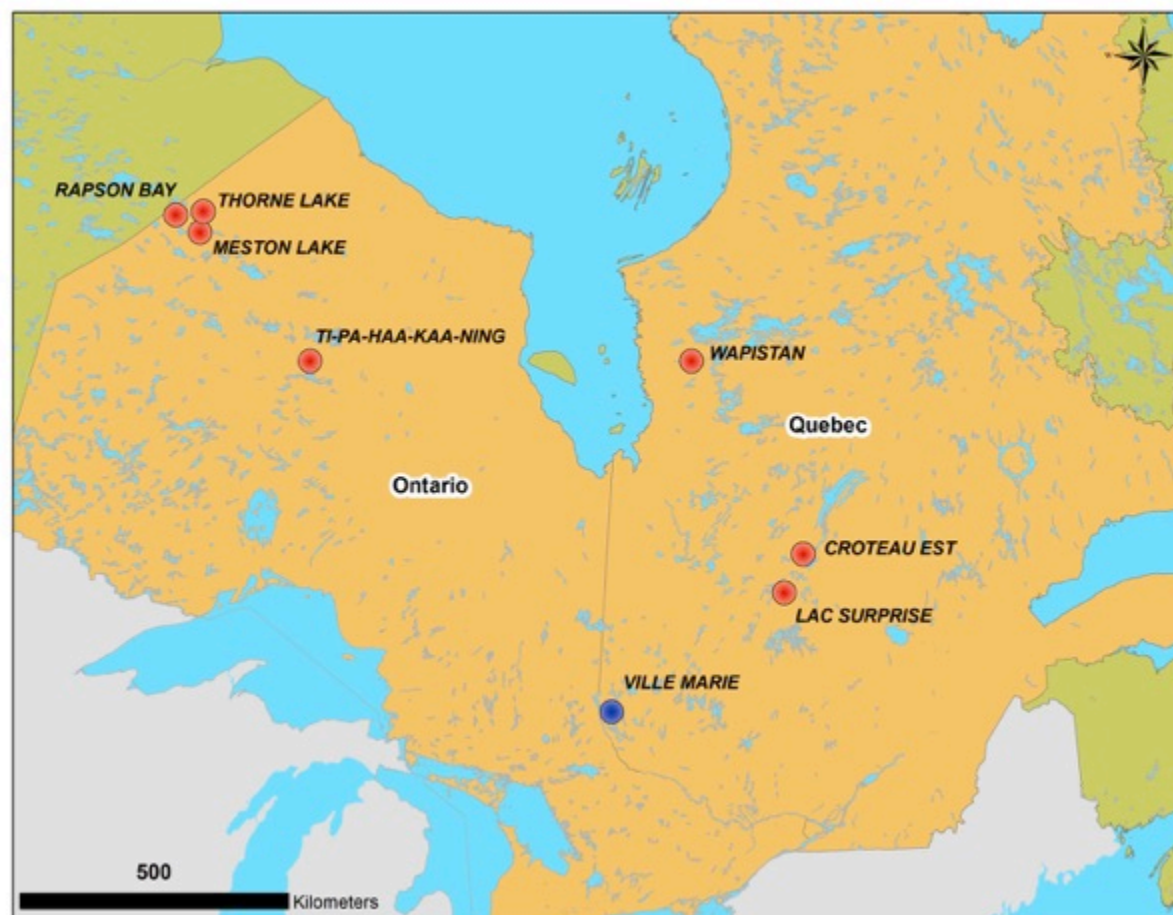 N
RAPSON BAY
THORNE LAKE
MESTON LAKE
TI-PA-HAA-KAA-NING
WAPISTAN
Quebec
Ontario
CROTEAU EST
LAC SURPRISE
VILLE MARIE
500
Kilometers